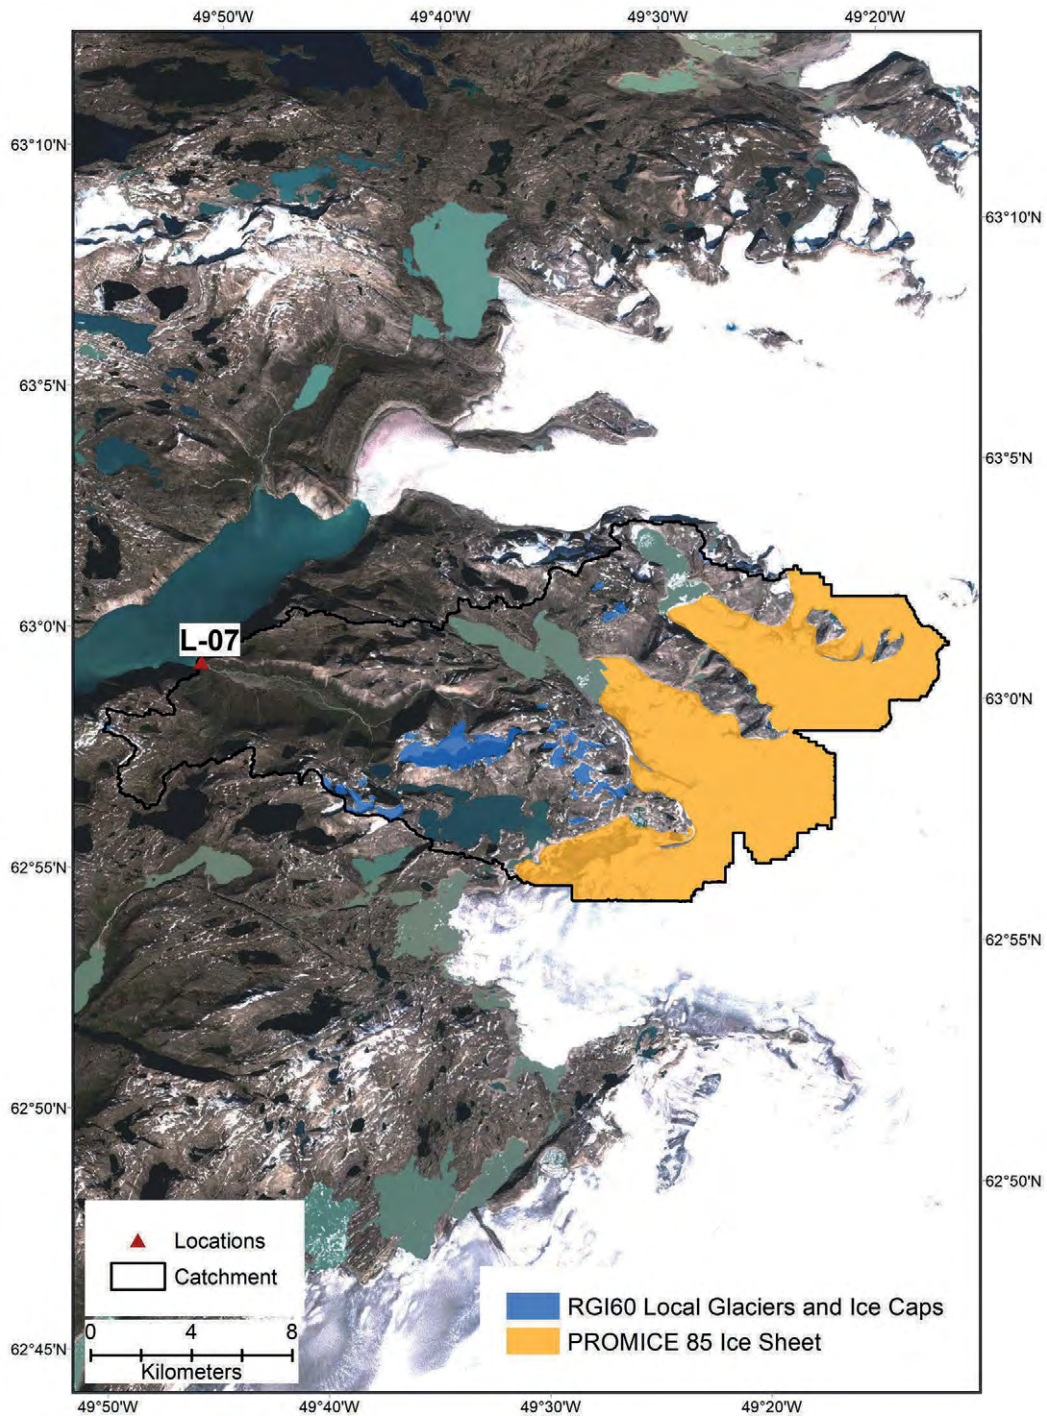 49°50'W 49°40'W 49°30'W 49°20'W
63°10'N
63°10'N
63°5'N
63°5'N
63°0'N
L-07
63°0'N
62°55'N
62°55'N
62°50'N
62°50'N
Locations
Catchment
0 4 8
Kilometers
RGI60 Local Glaciers and Ice Caps
PROMICE 85 Ice Sheet
62°45'N
49°50'W 49°40'W 49°30'W 49°20'W